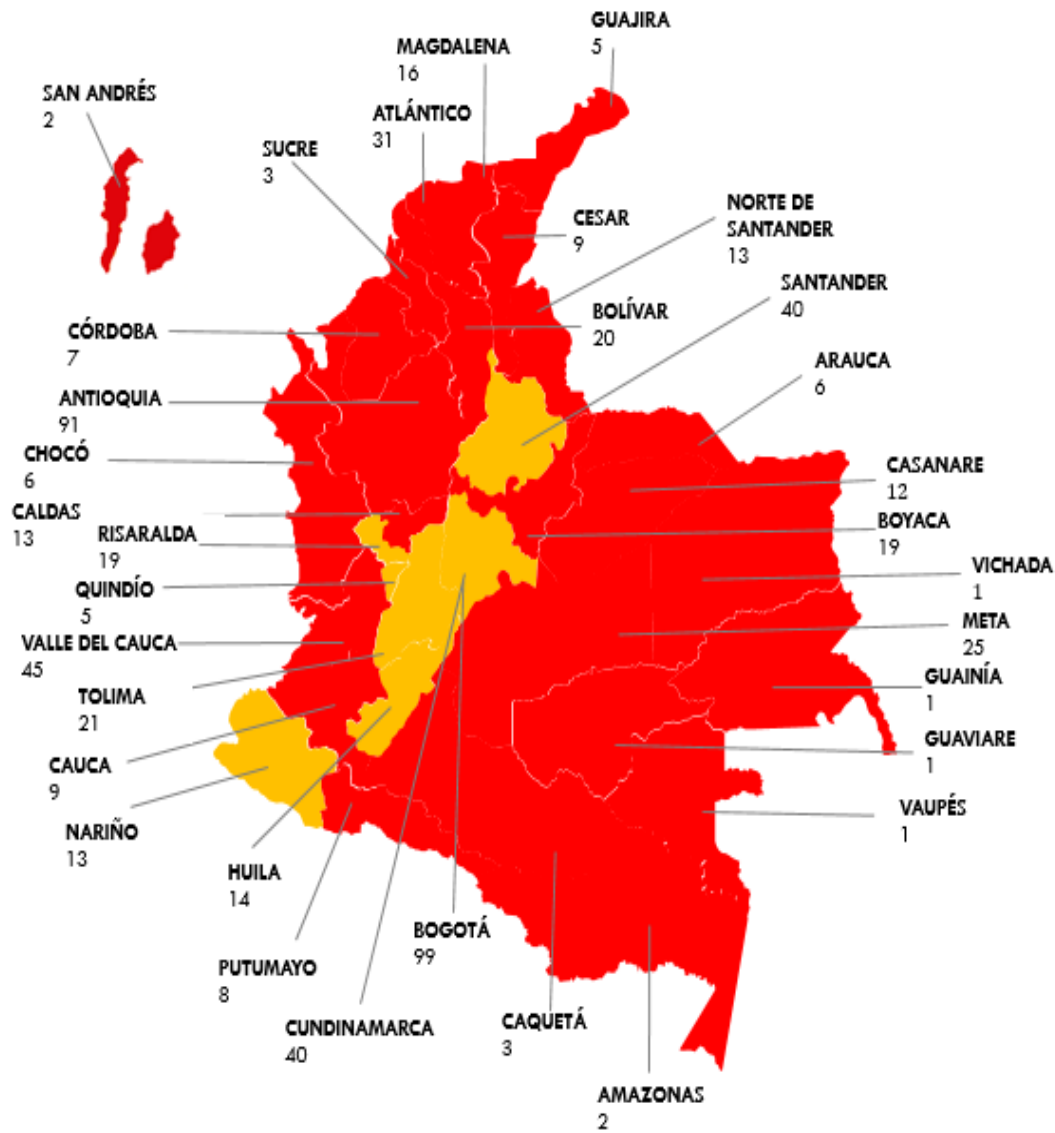 GUAJIRA
5
MAGDALENA
16
SAN ANDRÉS
2
ATLÁNTICO
31
SUCRE
3
NORTE DE
SANTANDER
13
CESAR
9
SANTANDER
40
BOLÍVAR
20
CÓRDOBA
7
ARAUCA
6
ANTIOQUIA
91
CHOCÓ
6
CASANARE
12
CALDAS
13
BOYACA
19
RISARALDA
19
VICHADA
1
QUINDÍO
5
META
25
VALLE DEL CAUCA
45
GUAINÍA
1
TOLIMA
21
GUAVIARE
1
CAUCA
9
VAUPÉS
1
NARIÑO
13
HUILA
14
BOGOTÁ
99
PUTUMAYO
8
CAQUETÁ
3
CUNDINAMARCA
40
AMAZONAS
2